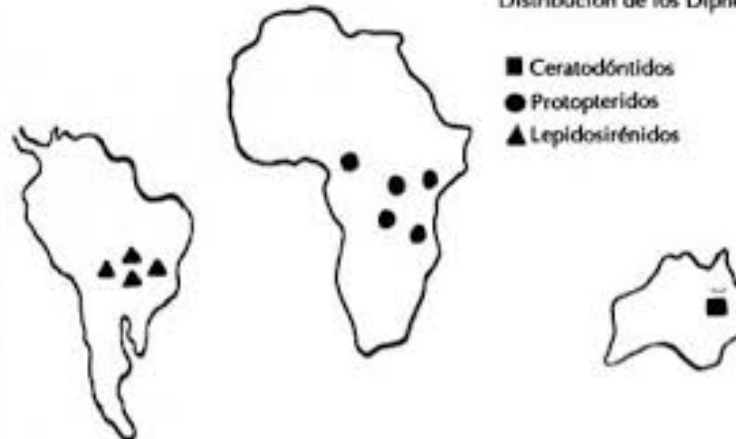 Distribución de los
Ceratodóntidos
Protopteridos
Lepidosirénidos